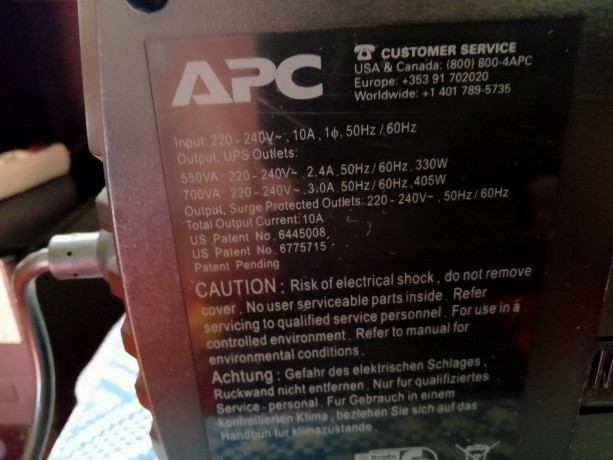 APC
☎ CUSTOMER SERVICE
USA & Canada: (800) 800-4APC
Europe: +353 91 702020
Worldwide: +1 401 789-5735
Input: 220 - 240V~ , 10A, 1ϕ, 50Hz / 60Hz
Output, UPS Outlets:
550VA: 220 - 240V~ , 2.4A, 50Hz / 60Hz, 330W
700VA: 220 - 240V~ , 3.0A, 50Hz / 60Hz, 405W
Output, Surge Protected Outlets: 220 - 240V~, 50Hz / 60Hz
Total Output Current: 10A
US Patent No. 6445008,
US Patent No. 6775715
Patent Pending
CAUTION : Risk of electrical shock , do not remove
cover . No user serviceable parts inside . Refer
servicing to qualified service personnel . For use in a
controlled environment . Refer to manual for
environmental conditions .
Achtung : Gefahr des elektrischen Schlages .
Ruckwand nicht entfernen . Nur fur qualifiziertes
Service - personal . Fur Gebrauch in einem
kontrollierten Klima , beziehen Sie sich auf das
Handbuh fur klimazustande